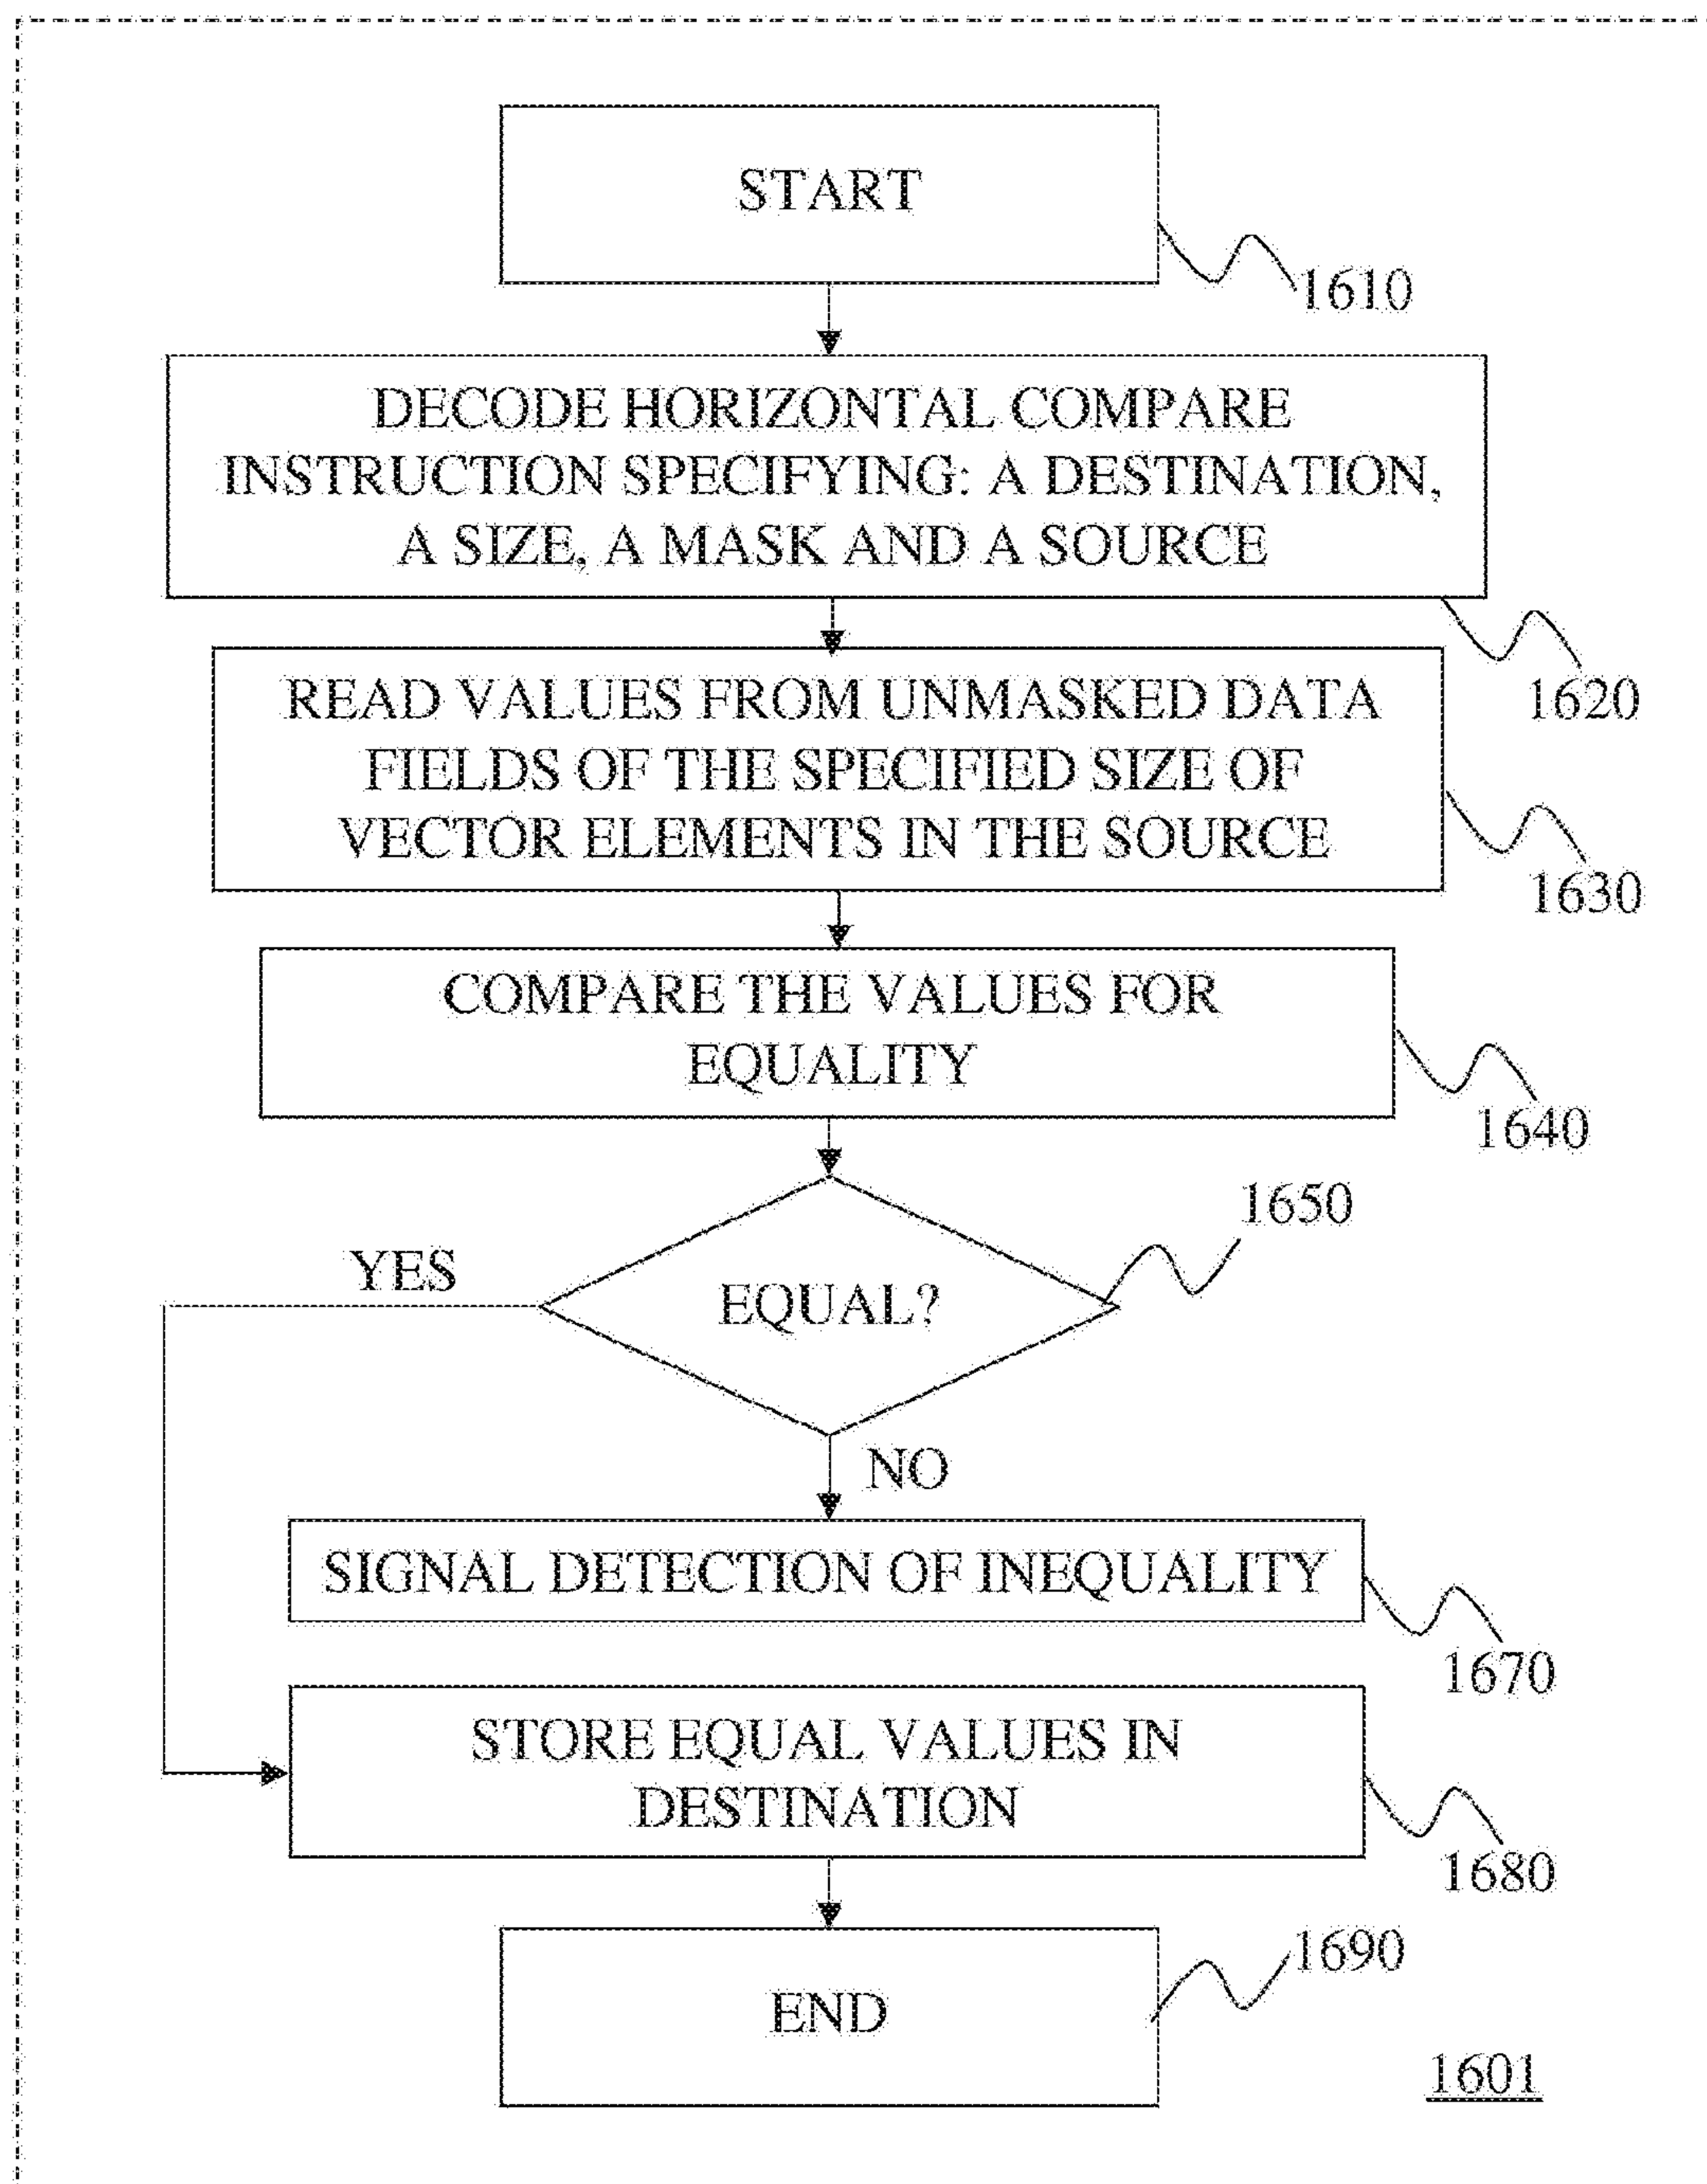 START
1610
DECODE HORIZONTAL COMPARE
INSTRUCTION SPECIFYING: A DESTINATION,
A SIZE, A MASK AND A SOURCE
1620
READ VALUES FROM UNMASKED DATA
FIELDS OF THE SPECIFIED SIZE OF
VECTOR ELEMENTS IN THE SOURCE
1630
COMPARE THE VALUES FOR
EQUALITY
1640
1650
YES
EQUAL?
NO
SIGNAL DETECTION OF INEQUALITY
1670
STORE EQUAL VALUES IN
DESTINATION
1680
1690
END
1601